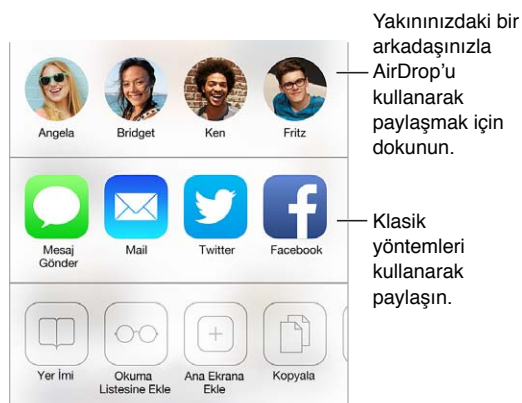 Yakınınızdaki bir
arkadaşınızla
AirDrop'u
kullanarak
paylaşmak için
dokunun.
Angela Bridget Ken Fritz
Klasik
yöntemleri
kullanarak
paylaşın.
Mesaj
Gönder
Mail
Twitter
Facebook
Yer İmi
Okuma
Listesine Ekle
Ana Ekrana
Ekle
Kopyala